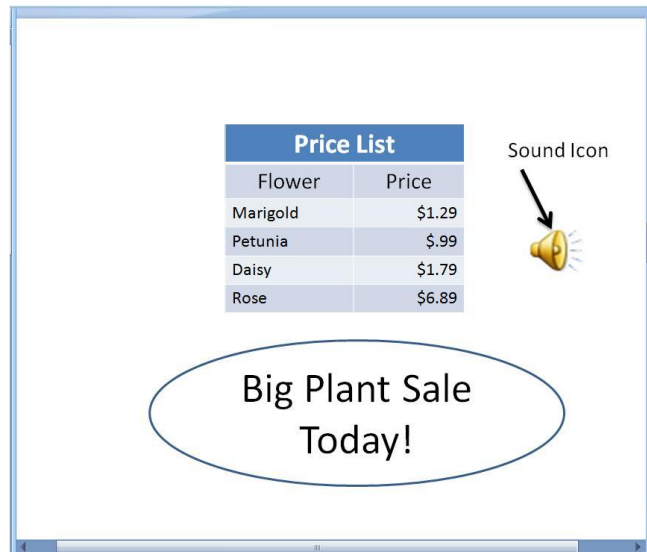 Price List
Sound Icon
Flower Price
Marigold $1.29
Petunia $.99
Daisy $1.79
Rose $6.89
Big Plant Sale
Today!